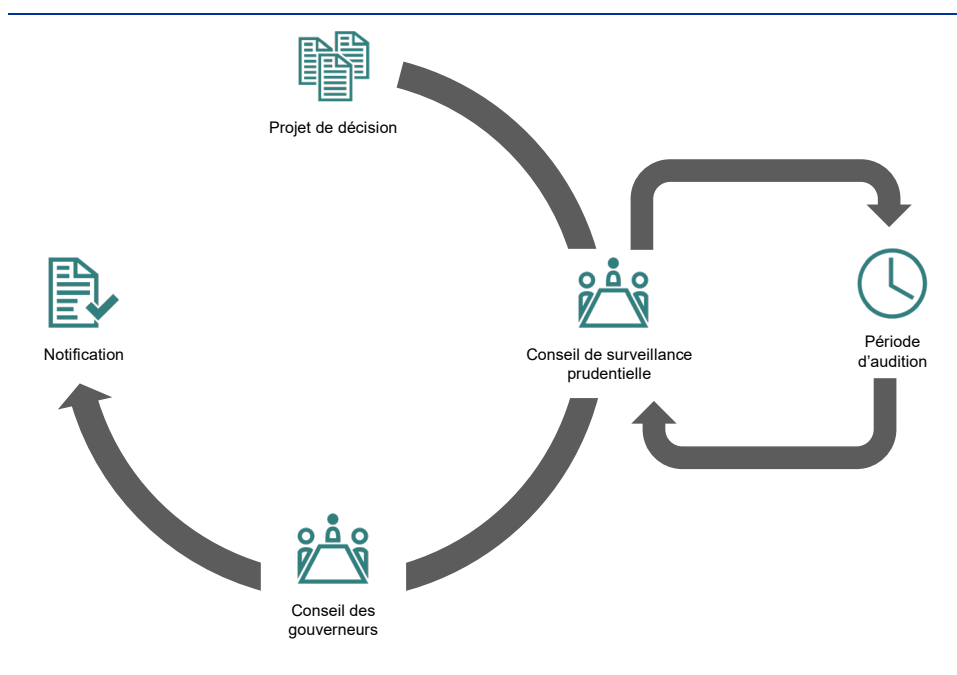 Projet de décision
Notification
Conseil de surveillance
prudentielle
Période
d’audition
Conseil des
gouverneurs